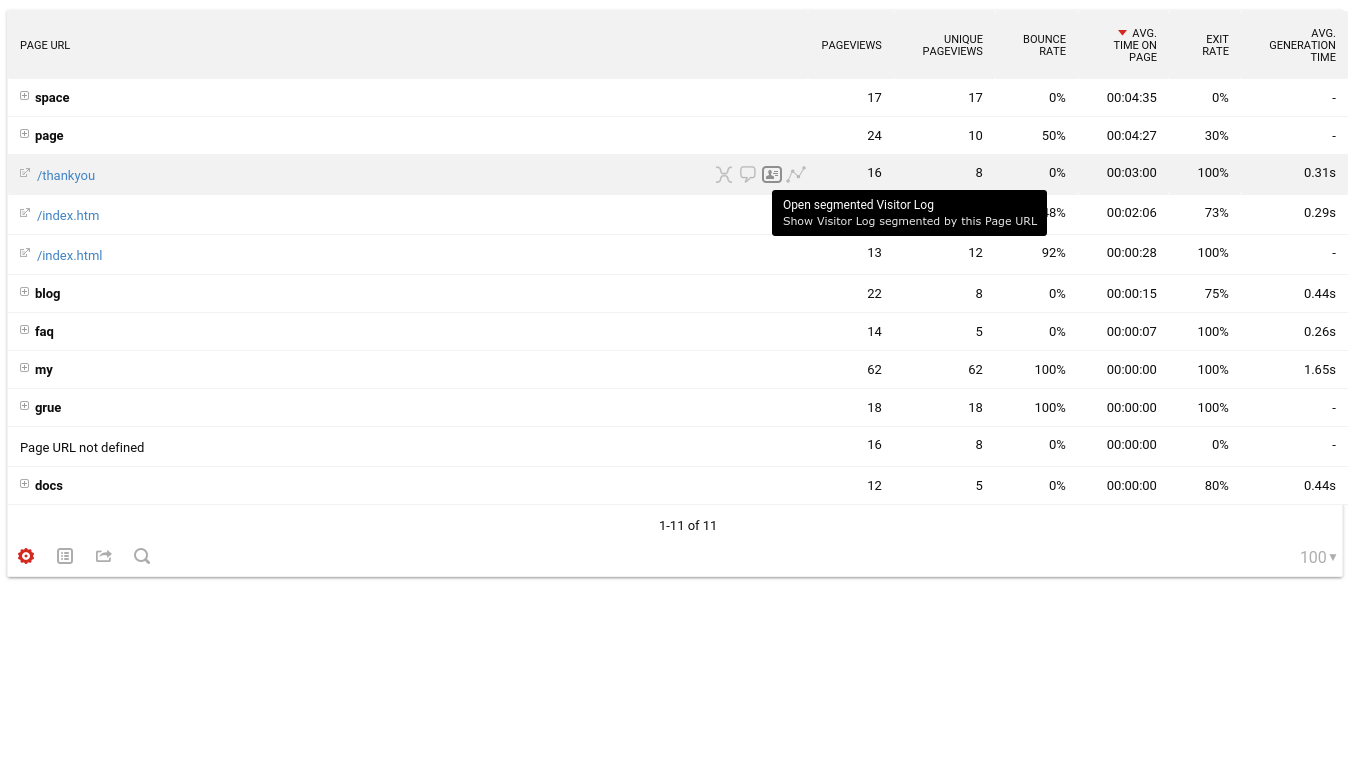 PAGE URL PAGEVIEWS UNIQUE PAGEVIEWS BOUNCE RATE AVG. TIME ON PAGE EXIT RATE AVG. GENERATION TIME
space 17 17 0% 00:04:35 0% -
page 24 10 50% 00:04:27 30% -
/thankyou 16 8 0% 00:03:00 100% 0.31s
Open segmented Visitor Log
Show Visitor Log segmented by this Page URL
/index.htm 00:02:06 73% 0.29s
/index.html 13 12 92% 00:00:28 100% -
blog 22 8 0% 00:00:15 75% 0.44s
faq 14 5 0% 00:00:07 100% 0.26s
my 62 62 100% 00:00:00 100% 1.65s
grue 18 18 100% 00:00:00 100% -
Page URL not defined 16 8 0% 00:00:00 0% -
docs 12 5 0% 00:00:00 80% 0.44s
1-11 of 11
100